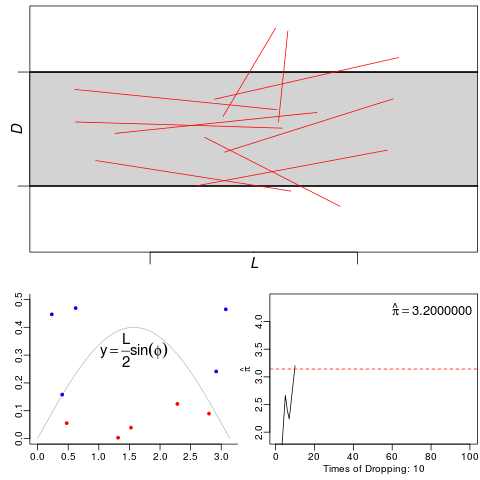 D
L
0.0 0.1 0.2 0.3 0.4 0.5
y = L/2 sin(ϕ)
0.0 0.5 1.0 1.5 2.0 2.5 3.0
π̂ = 3.2000000
π̂
2.0 2.5 3.0 3.5 4.0
0 20 40 60 80 100
Times of Dropping: 10